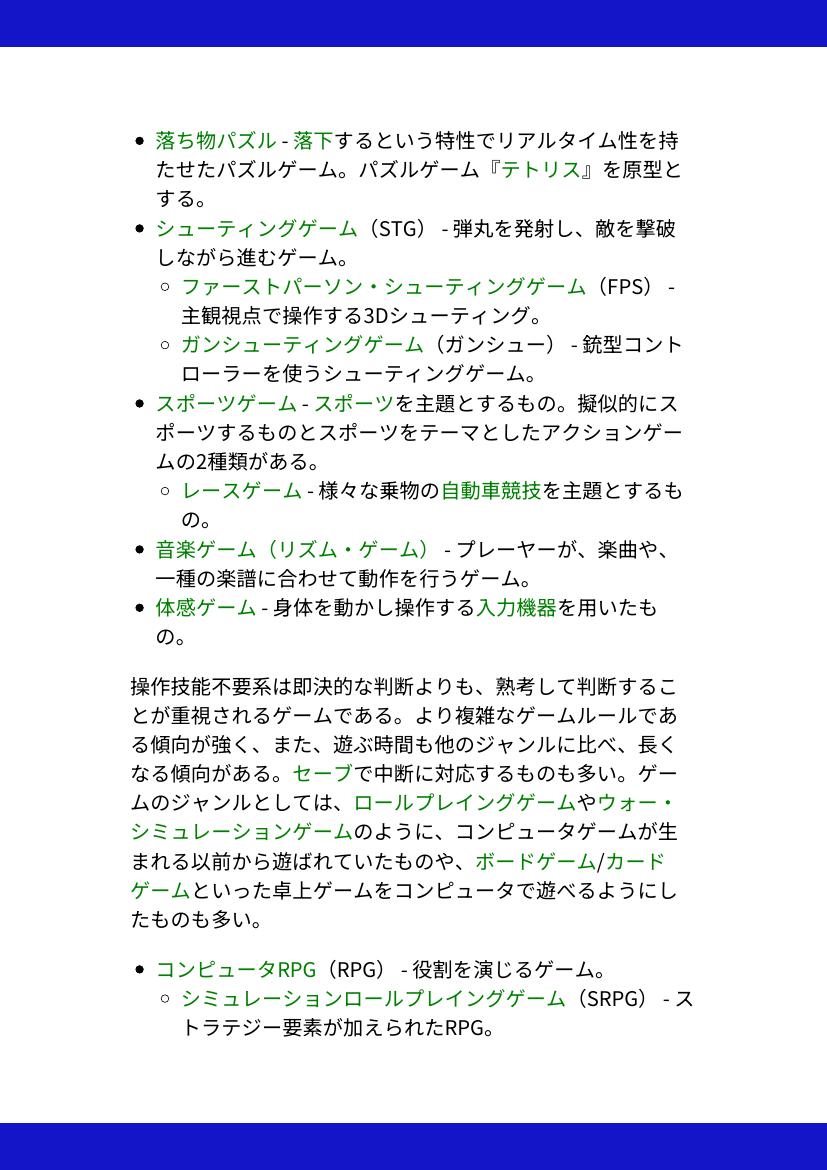 • 落ち物パズル - 落下するという特性でリアルタイム性を持
たせたパズルゲーム。パズルゲーム『テトリス』を原型と
する。
• シューティングゲーム（STG） - 弾丸を発射し、敵を撃破
しながら進むゲーム。
◦ ファーストパーソン・シューティングゲーム（FPS） -
主観視点で操作する3Dシューティング。
◦ ガンシューティングゲーム（ガンシュー） - 銃型コント
ローラーを使うシューティングゲーム。
• スポーツゲーム - スポーツを主題とするもの。擬似的にス
ポーツするものとスポーツをテーマとしたアクションゲー
ムの2種類がある。
◦ レースゲーム - 様々な乗物の自動車競技を主題とするも
の。
• 音楽ゲーム（リズム・ゲーム） - プレーヤーが、楽曲や、
一種の楽譜に合わせて動作を行うゲーム。
• 体感ゲーム - 身体を動かし操作する入力機器を用いたも
の。
操作技能不要系は即決的な判断よりも、熟考して判断するこ
とが重視されるゲームである。より複雑なゲームルールであ
る傾向が強く、また、遊ぶ時間も他のジャンルに比べ、長く
なる傾向がある。セーブで中断に対応するものも多い。ゲー
ムのジャンルとしては、ロールプレイングゲームやウォー・
シミュレーションゲームのように、コンピュータゲームが生
まれる以前から遊ばれていたものや、ボードゲーム/カード
ゲームといった卓上ゲームをコンピュータで遊べるようにし
たものも多い。
• コンピュータRPG（RPG） - 役割を演じるゲーム。
◦ シミュレーションロールプレイングゲーム（SRPG） - ス
トラテジー要素が加えられたRPG。